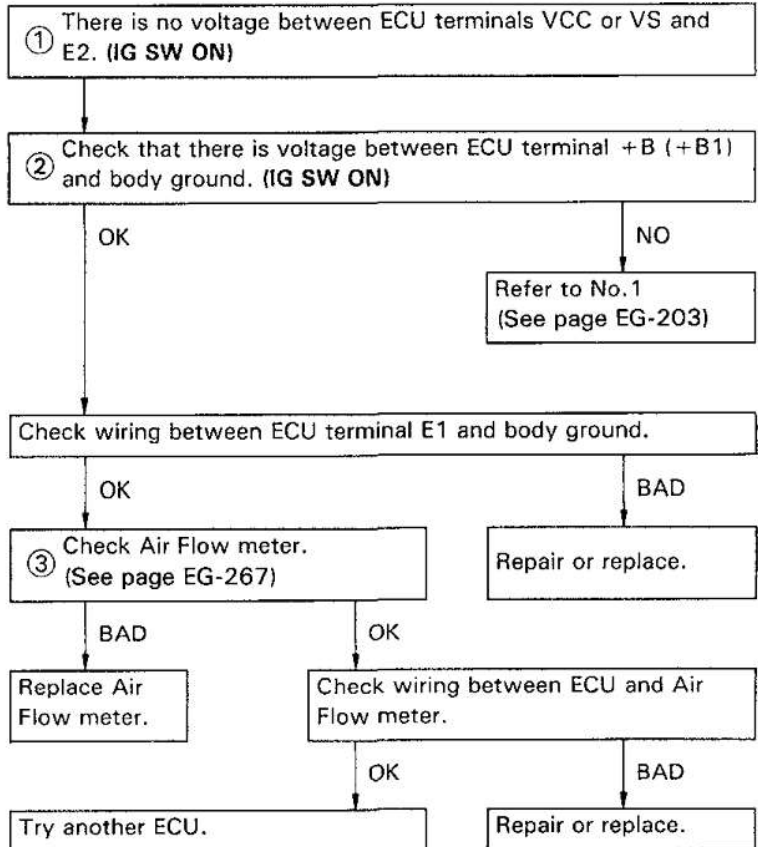 ① There is no voltage between ECU terminals VCC or VS and
E2. (IG SW ON)
② Check that there is voltage between ECU terminal +B (+B1)
and body ground. (IG SW ON)
OK
NO
Refer to No.1
(See page EG-203)
Check wiring between ECU terminal E1 and body ground.
OK
BAD
③ Check Air Flow meter.
(See page EG-267)
Repair or replace.
BAD
OK
Replace Air
Flow meter.
Check wiring between ECU and Air
Flow meter.
OK
BAD
Try another ECU.
Repair or replace.